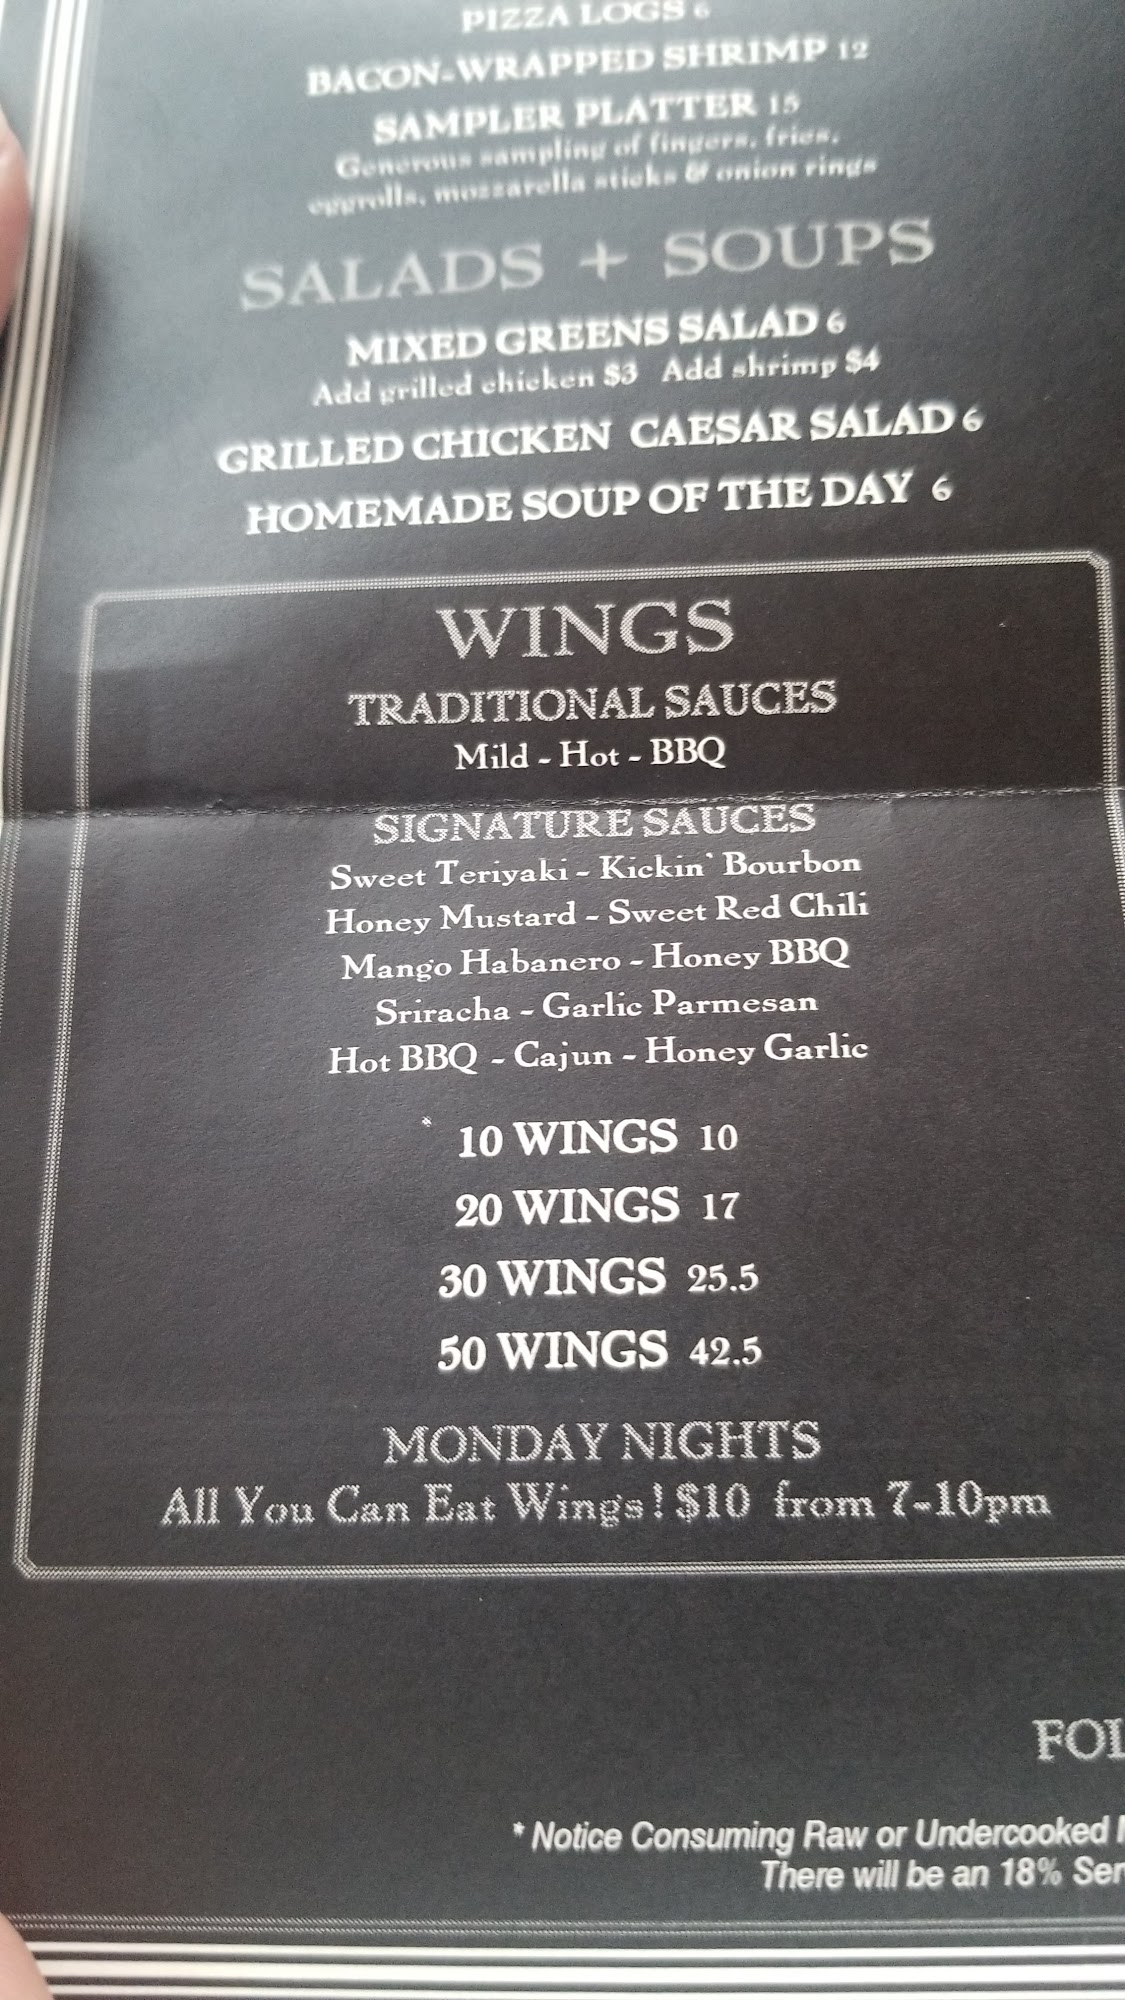 PIZZA LOGS 6
BACON-WRAPPED SHRIMP 12
SAMPLER PLATTER 15
Generous sampling of fingers, fries,
eggrolls, mozzarella sticks & onion rings
SALADS + SOUPS
MIXED GREENS SALAD 6
Add grilled chicken $3 Add shrimp $4
GRILLED CHICKEN CAESAR SALAD 6
HOMEMADE SOUP OF THE DAY 6
WINGS
TRADITIONAL SAUCES
Mild - Hot - BBQ
SIGNATURE SAUCES
Sweet Teriyaki - Kickin' Bourbon
Honey Mustard - Sweet Red Chili
Mango Habanero - Honey BBQ
Sriracha - Garlic Parmesan
Hot BBQ - Cajun - Honey Garlic
10 WINGS 10
20 WINGS 17
30 WINGS 25.5
50 WINGS 42.5
MONDAY NIGHTS
All You Can Eat Wings! $10 from 7-10pm
FOL
* Notice Consuming Raw or Undercooked
There will be an 18% Ser